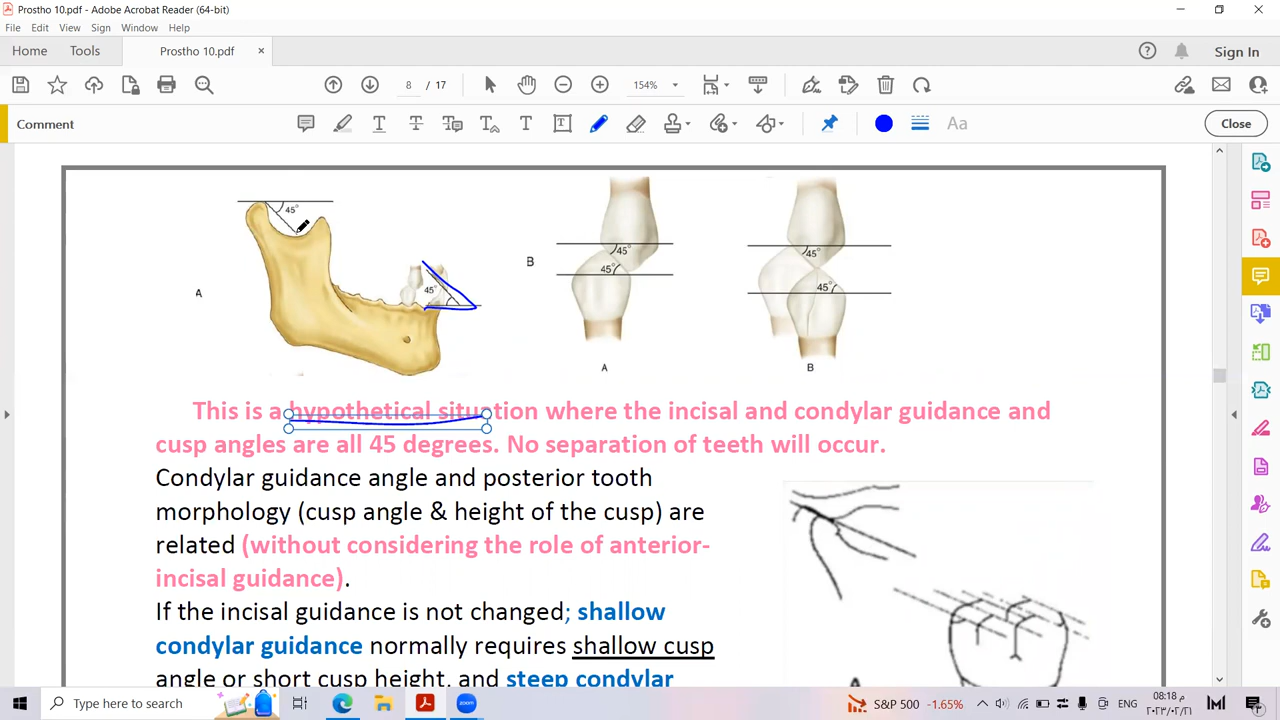 Prostho 10.pdf - Adobe Acrobat Reader (64-bit)
File Edit View Sign Window Help
Home Tools Prostho 10.pdf × Sign In
8 / 17 154%
Comment Close
45°
A
45°
B
45°
45°
A
45°
45°
B
This is a hypothetical situation where the incisal and condylar guidance and
cusp angles are all 45 degrees. No separation of teeth will occur.
Condylar guidance angle and posterior tooth
morphology (cusp angle & height of the cusp) are
related (without considering the role of anterior-
incisal guidance).
If the incisal guidance is not changed; shallow
condylar guidance normally requires shallow cusp
angle or short cusp height, and steep condylar
A
Type here to search
S&P 500 -1.65%
ENG
08:18 م
٢٠٢٣/٠٢/٢١